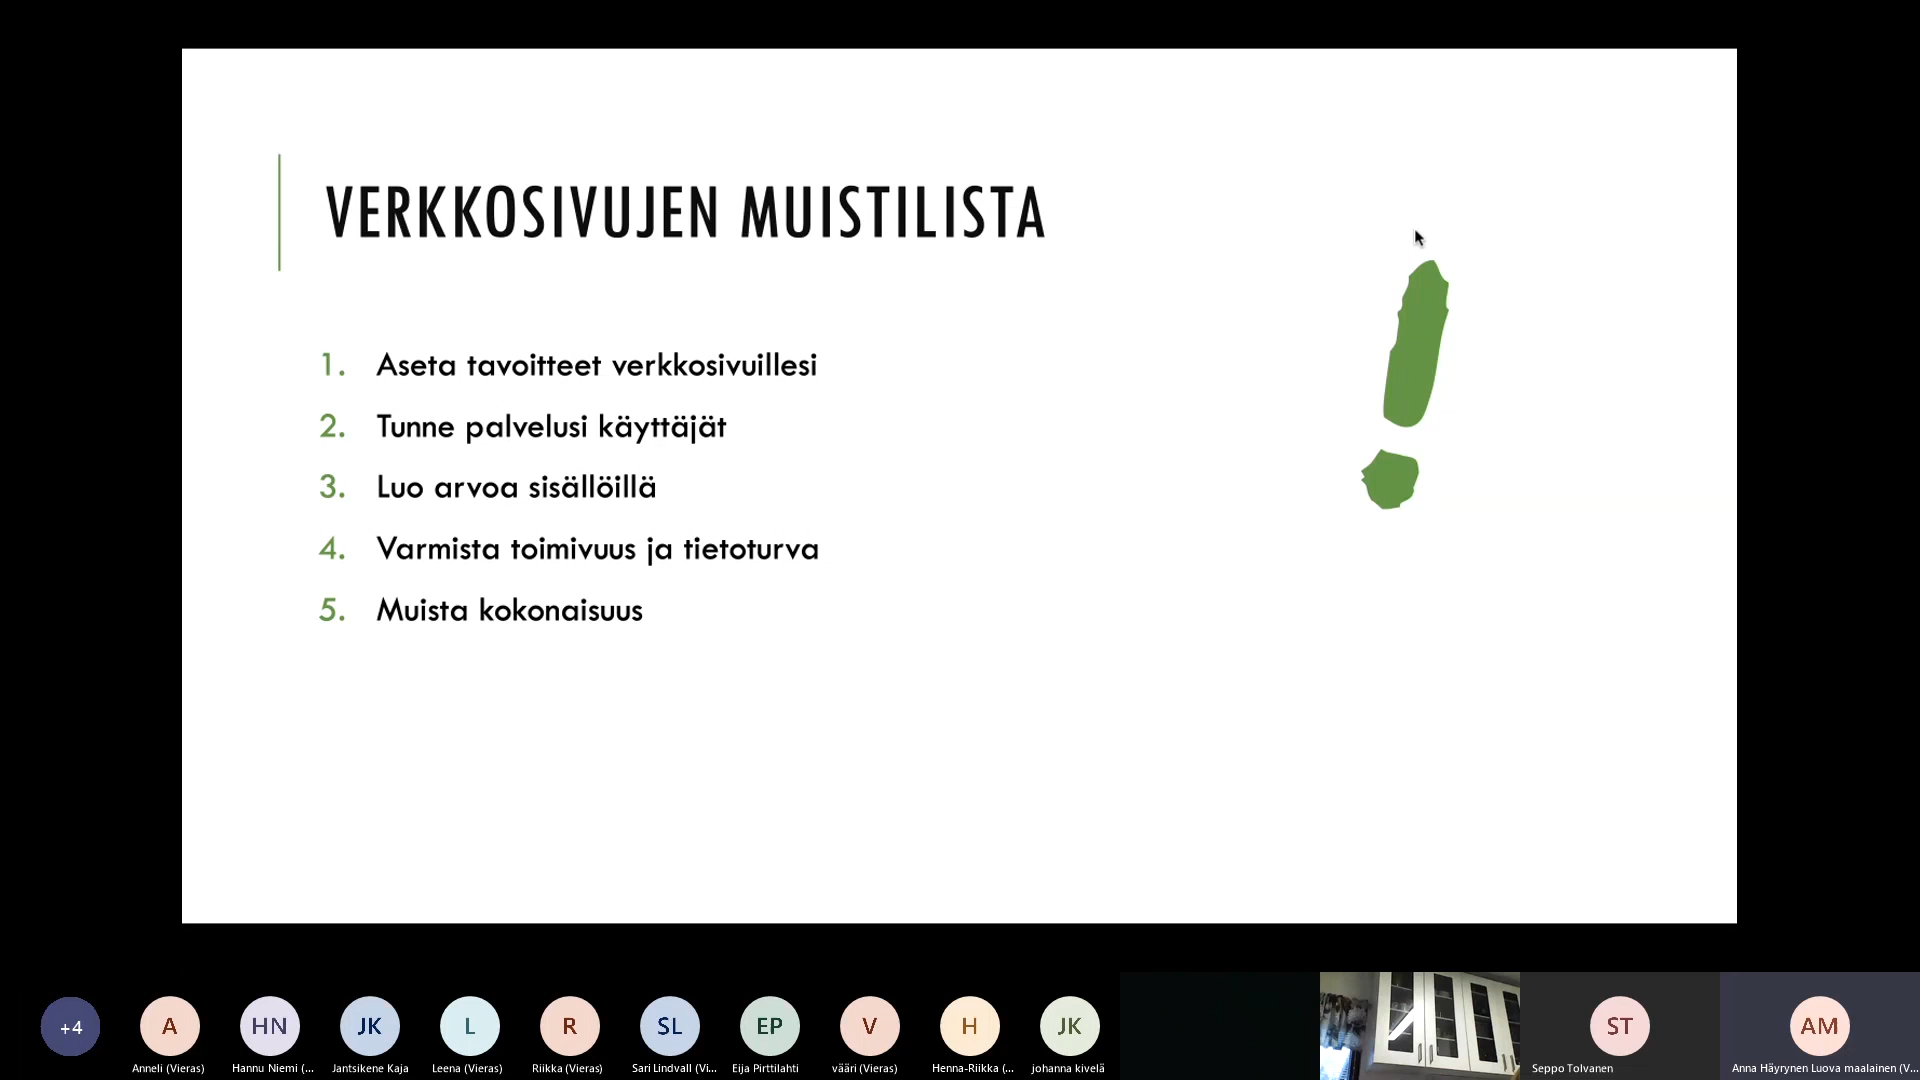 VERKKOSIVUJEN MUISTILISTA
1. Aseta tavoitteet verkkosivuillesi
2. Tunne palvelusi käyttäjät
3. Luo arvoa sisällöillä
4. Varmista toimivuus ja tietoturva
5. Muista kokonaisuus
+4
A
HN
JK
L
R
SL
EP
V
H
JK
ST
AM
Anneli (Vieras)
Hannu Niemi (...
Jantsikene Kaja
Leena (Vieras)
Riikka (Vieras)
Sari Lindvall (Vi...
Eija Pirttilahti
vääri (Vieras)
Henna-Riikka (...
johanna kivelä
Seppo Tolvanen
Anna Häyrynen Luova maalainen (V...